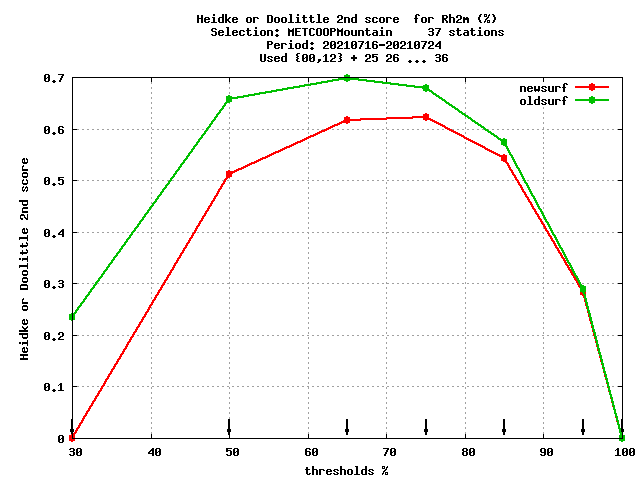 Heidke or Doolittle 2nd score  for Rh2m (%)
Selection: METCOOPMountain     37 stations
Period: 20210716-20210724
Used {00,12} + 25 26 ... 36
newsurf
oldsurf
Heidke or Doolittle 2nd score
0.7
0.6
0.5
0.4
0.3
0.2
0.1
0
30 40 50 60 70 80 90 100
thresholds %